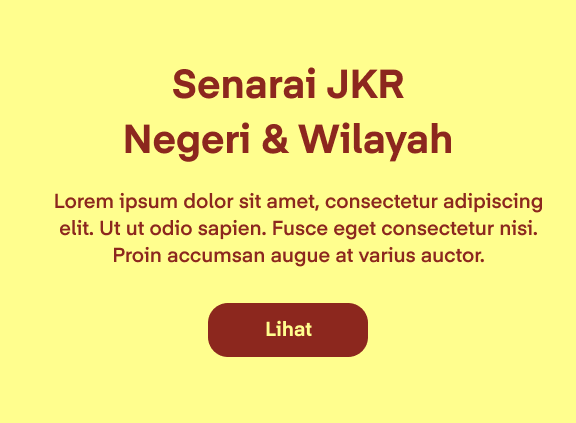 Senarai JKR
Negeri & Wilayah
Lorem ipsum dolor sit amet, consectetur adipiscing
elit. Ut ut odio sapien. Fusce eget consectetur nisi.
Proin accumsan augue at varius auctor.
Lihat